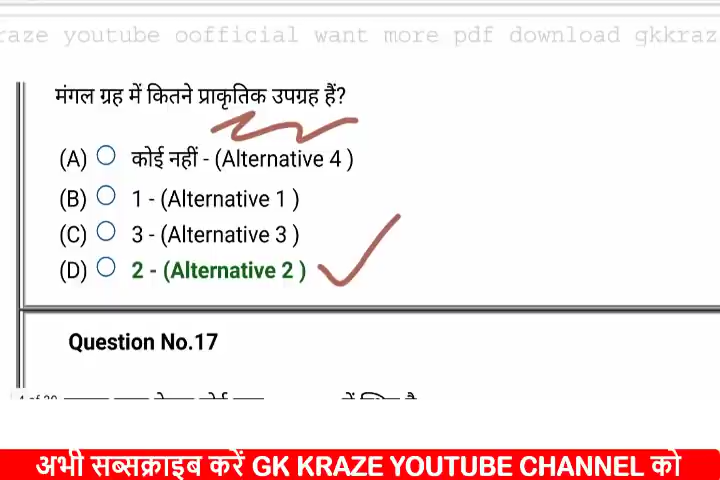 raze youtube oofficial want more pdf download gkkraz
मंगल ग्रह में कितने प्राकृतिक उपग्रह हैं?
(A) कोई नहीं - (Alternative 4 )
(B) 1 - (Alternative 1 )
(C) 3 - (Alternative 3 )
(D) 2 - (Alternative 2 )
Question No.17
अभी सब्सक्राइब करें GK KRAZE YOUTUBE CHANNEL को